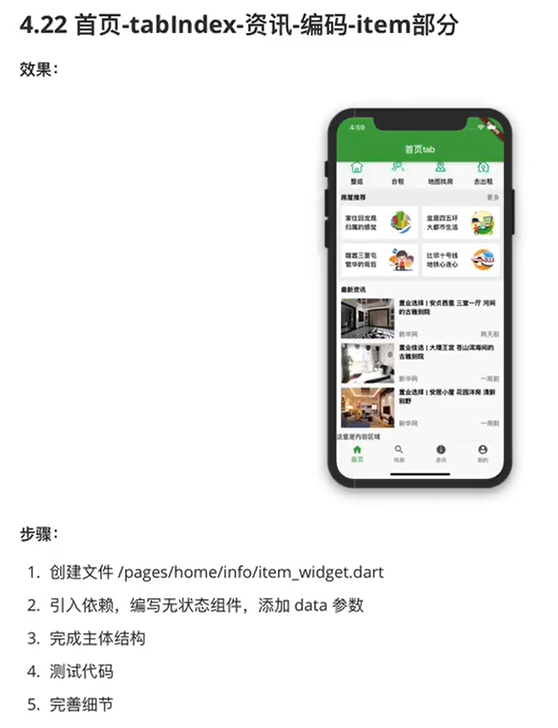 4.22 首页-tabIndex-资讯-编码-item部分
效果：
4:59
首页tab
整租
合租
地图找房
去出租
房屋推荐
更多
家住回龙观
归属的感觉
宜居四五环
大都市生活
喧嚣三里屯
繁华的背后
比邻十号线
地铁心连心
最新资讯
置业选择 | 安贞西里 三室一厅 河间
的古雅别院
新华网
两天前
置业佳选 | 大理王宫 苍山洱海间的
古雅别院
新华网
一周前
置业选择 | 安居小屋 花园洋房 清新
别野
新华网
一周前
这里是内容区域
首页
找房
资讯
我的
步骤：
1. 创建文件 /pages/home/info/item_widget.dart
2. 引入依赖，编写无状态组件，添加 data 参数
3. 完成主体结构
4. 测试代码
5. 完善细节